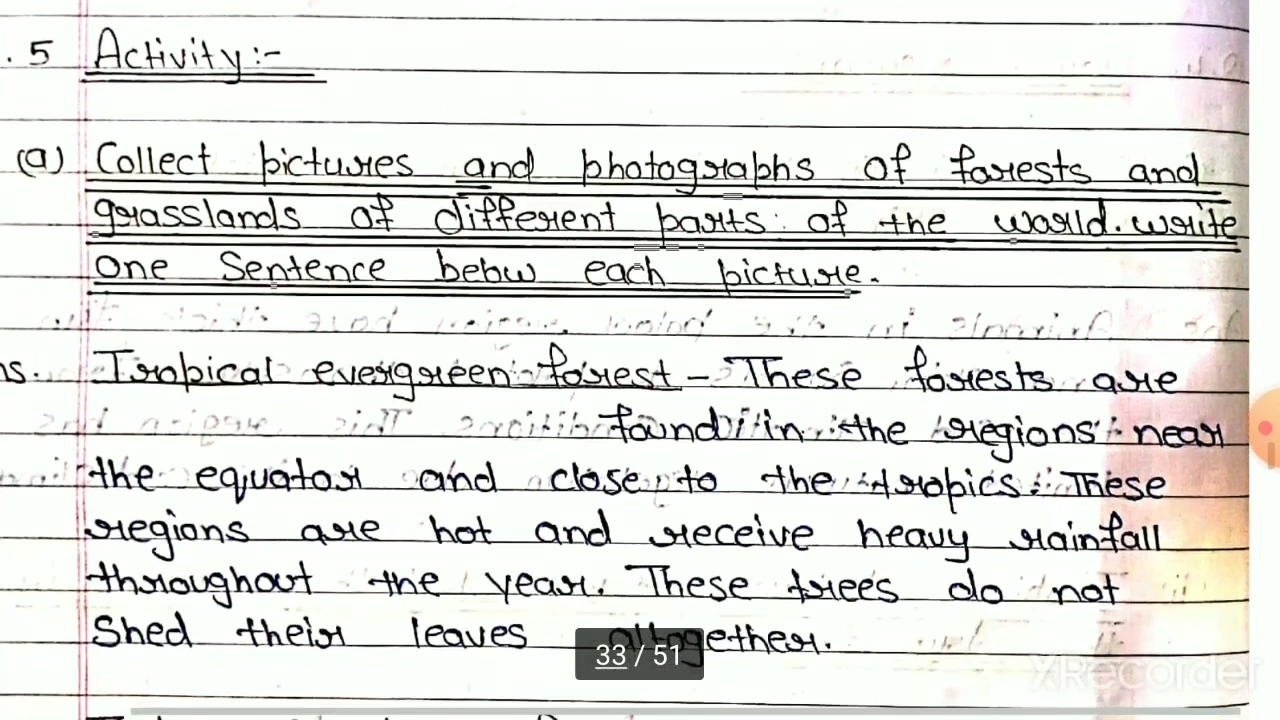 . 5 Activity :-
(a) Collect pictures and photographs of forests and
grasslands of different parts of the world. write
one Sentence below each picture.
ns. Tropical evergreen forest - These forests are
found in the regions near
the equator and close to the tropics. These
regions are hot and receive heavy rainfall
throughout the year. These trees do not
Shed their leaves altogether.
33 / 51
XRecorder